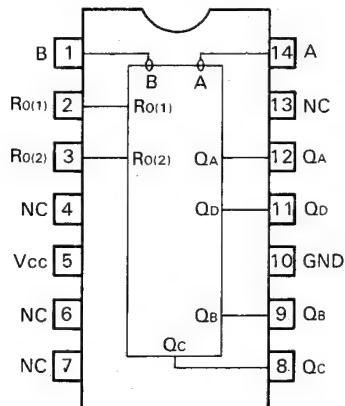 B 1 14 A
B A
R0(1) 2 R0(1) 13 NC
R0(2) 3 R0(2) QA 12 QA
NC 4 QD 11 QD
Vcc 5 10 GND
NC 6 QB 9 QB
QC
NC 7 8 QC